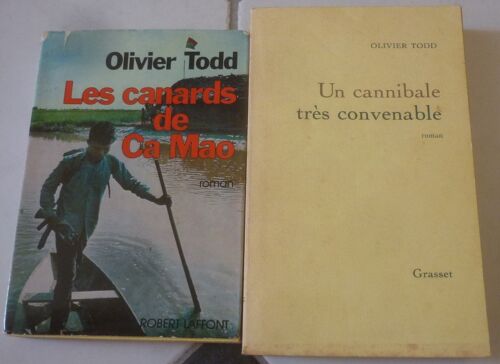 Olivier Todd
Les canards
de
Ca Mao
roman
ROBERT LAFFONT
OLIVIER TODD
Un cannibale
très convenable
roman
Grasset